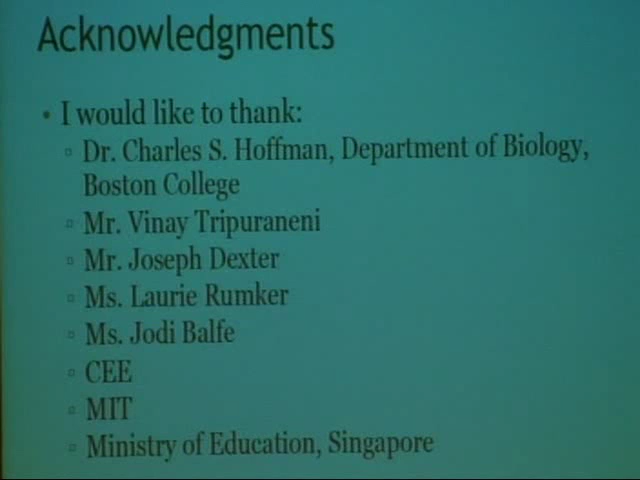 Acknowledgments
• I would like to thank:
▫ Dr. Charles S. Hoffman, Department of Biology,
Boston College
▫ Mr. Vinay Tripuraneni
▫ Mr. Joseph Dexter
▫ Ms. Laurie Rumker
▫ Ms. Jodi Balfe
▫ CEE
▫ MIT
▫ Ministry of Education, Singapore